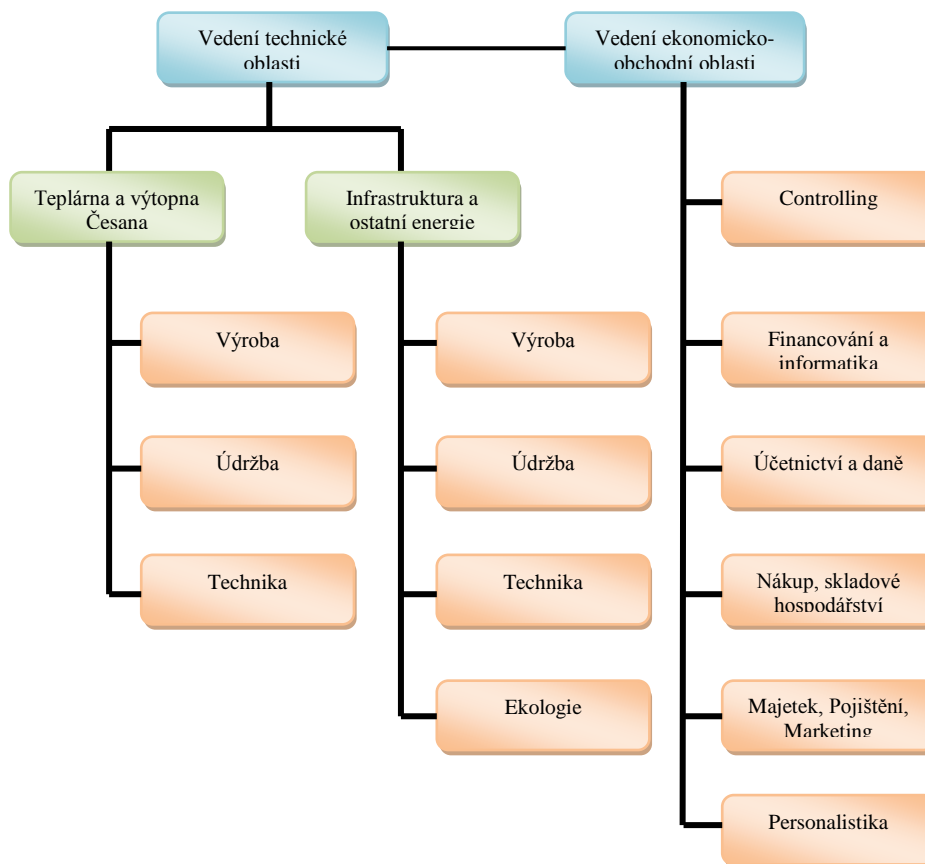 Vedení technické
oblasti
Vedení ekonomicko-
obchodní oblasti
Teplárna a výtopna
Česana
Infrastruktura a
ostatní energie
Controlling
Výroba
Výroba
Financování a
informatika
Údržba
Údržba
Účetnictví a daně
Technika
Technika
Nákup, skladové
hospodářství
Ekologie
Majetek, Pojištění,
Marketing
Personalistika